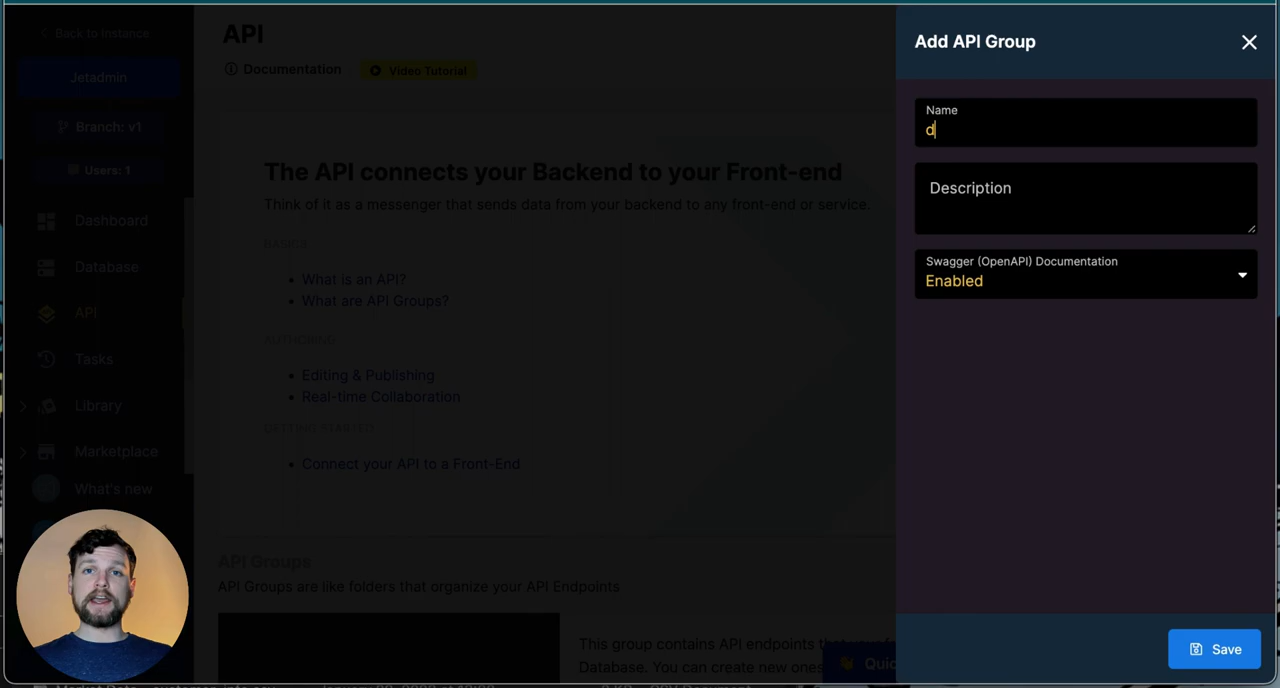 Back to instance
Jetadmin
Branch: v1
Users: 1
Dashboard
Database
API
Tasks
Library
Marketplace
What's new
API
Documentation
Video Tutorial
The API connects your Backend to your Front-end
Think of it as a messenger that sends data from your backend to any front-end or service.
BASICS
What is an API?
What are API Groups?
AUTHORING
Editing & Publishing
Real-time Collaboration
GETTING STARTED
Connect your API to a Front-End
API Groups
API Groups are like folders that organize your API Endpoints
This group contains API endpoints
Database. You can create new ones
Quic
Add API Group
Name
d
Description
Swagger (OpenAPI) Documentation
Enabled
Save